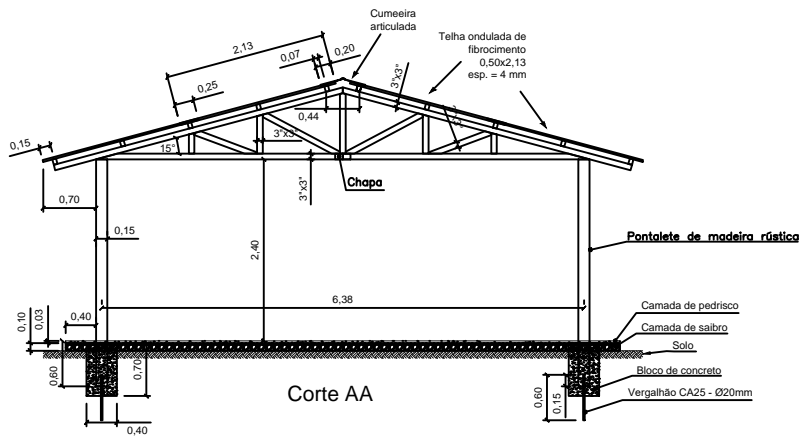 Cumeeira
articulada
2,13
0,07
0,20
Telha ondulada de
fibrocimento
0,50x2,13
esp. = 4 mm
3"x3"
0,25
0,44
0,15
15°
3"x3"
3"x3"
Chapa
0,70
0,15
2,40
Pontalete de madeira rústica
6,38
0,10
0,03
0,40
Camada de pedrisco
Camada de saibro
Solo
0,60
0,70
Bloco de concreto
0,60
0,15
Vergalhão CA25 - Ø20mm
Corte AA
0,40